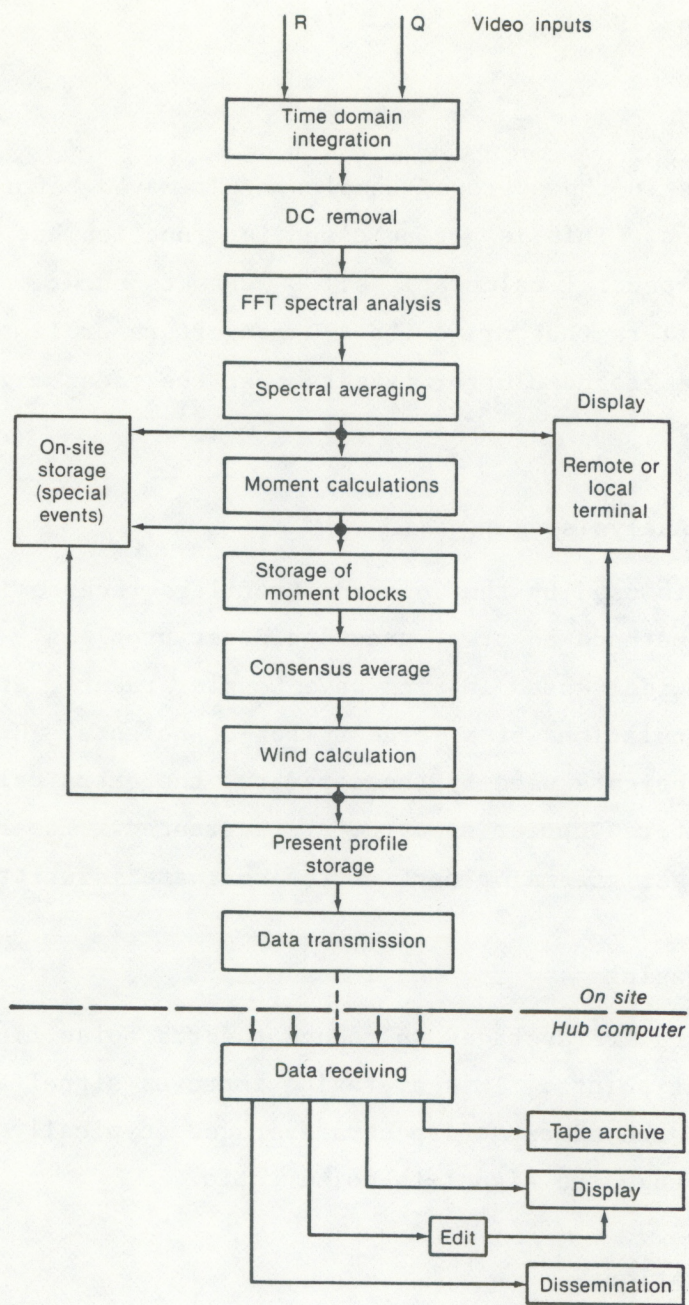 R
Q
Video inputs
Time domain
integration
DC removal
FFT spectral analysis
Spectral averaging
Display
On-site
storage
(special
events)
Remote or
local
terminal
Moment calculations
Storage of
moment blocks
Consensus average
Wind calculation
Present profile
storage
Data transmission
On site
Hub computer
Data receiving
Tape archive
Display
Edit
Dissemination